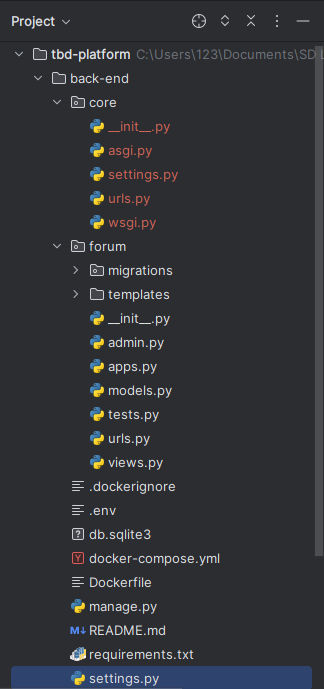 Project
tbd-platform C:\Users\123\Documents\SD
back-end
core
__init__.py
asgi.py
settings.py
urls.py
wsgi.py
forum
migrations
templates
__init__.py
admin.py
apps.py
models.py
tests.py
urls.py
views.py
.dockerignore
.env
db.sqlite3
docker-compose.yml
Dockerfile
manage.py
README.md
requirements.txt
settings.py